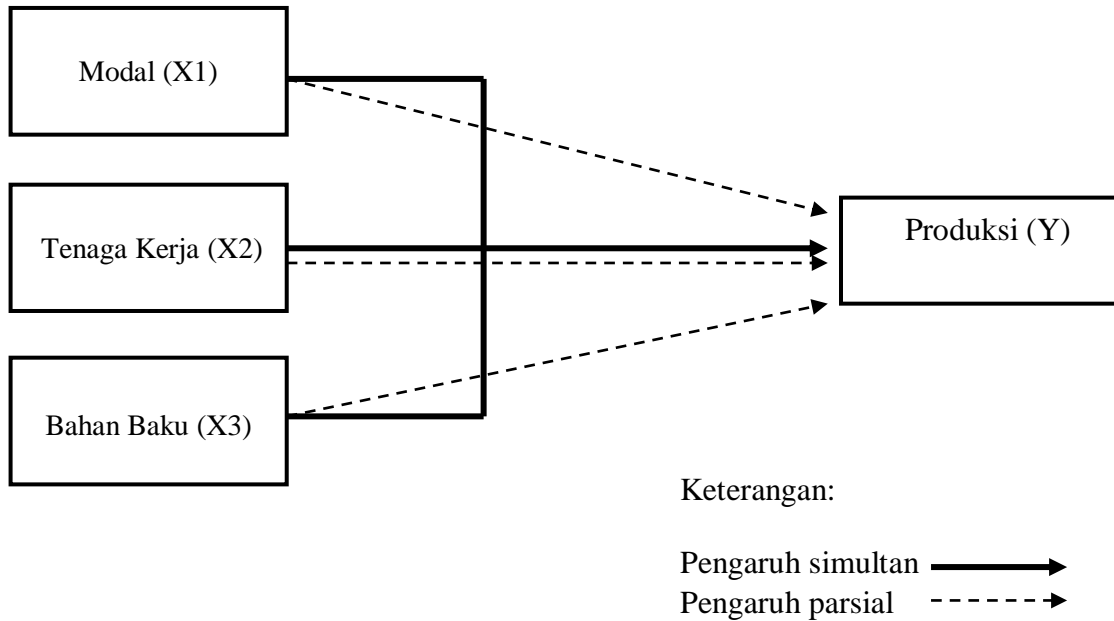 Modal (X1)
Tenaga Kerja (X2)
Produksi (Y)
Bahan Baku (X3)
Keterangan:
Pengaruh simultan
Pengaruh parsial